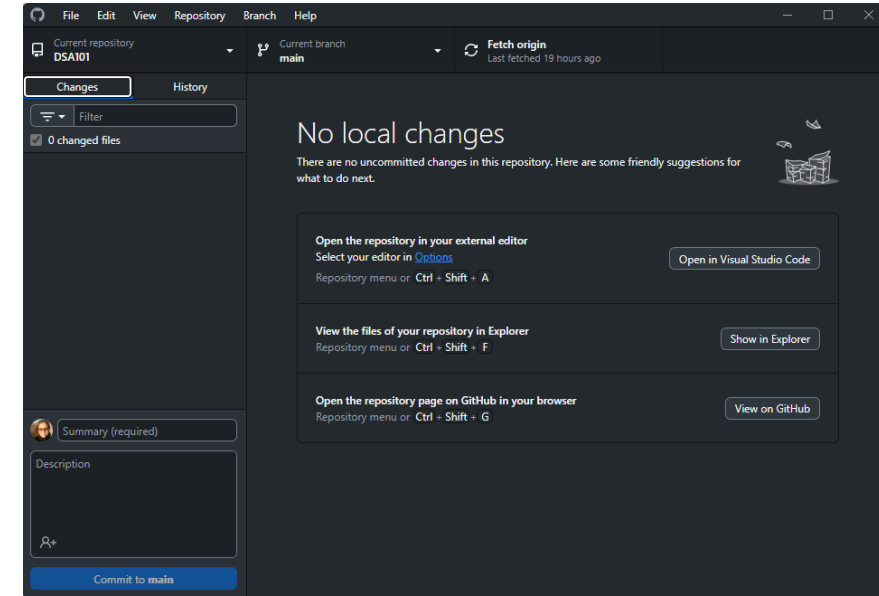 File Edit View Repository Branch Help
Current repository
DSA101
Current branch
main
Fetch origin
Last fetched 19 hours ago
Changes
History
Filter
0 changed files
No local changes
There are no uncommitted changes in this repository. Here are some friendly suggestions for
what to do next.
Open the repository in your external editor
Select your editor in Options
Repository menu or Ctrl + Shift + A
Open in Visual Studio Code
View the files of your repository in Explorer
Repository menu or Ctrl + Shift + F
Show in Explorer
Open the repository page on GitHub in your browser
Repository menu or Ctrl + Shift + G
View on GitHub
Summary (required)
Description
Commit to main